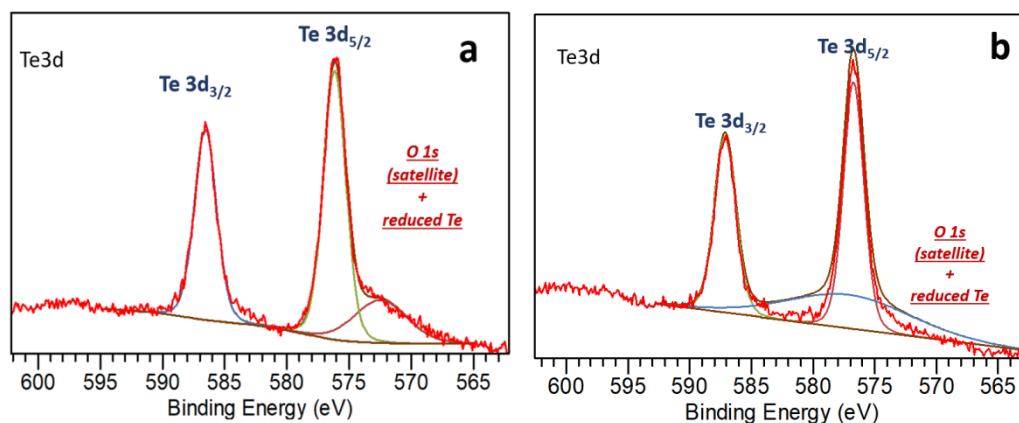 Te3d
Te 3d3/2
Te 3d5/2
a
O 1s
(satellite)
+
reduced Te
600 595 590 585 580 575 570 565
Binding Energy (eV)
Te3d
Te 3d3/2
Te 3d5/2
b
O 1s
(satellite)
+
reduced Te
600 595 590 585 580 575 570 565
Binding Energy (eV)